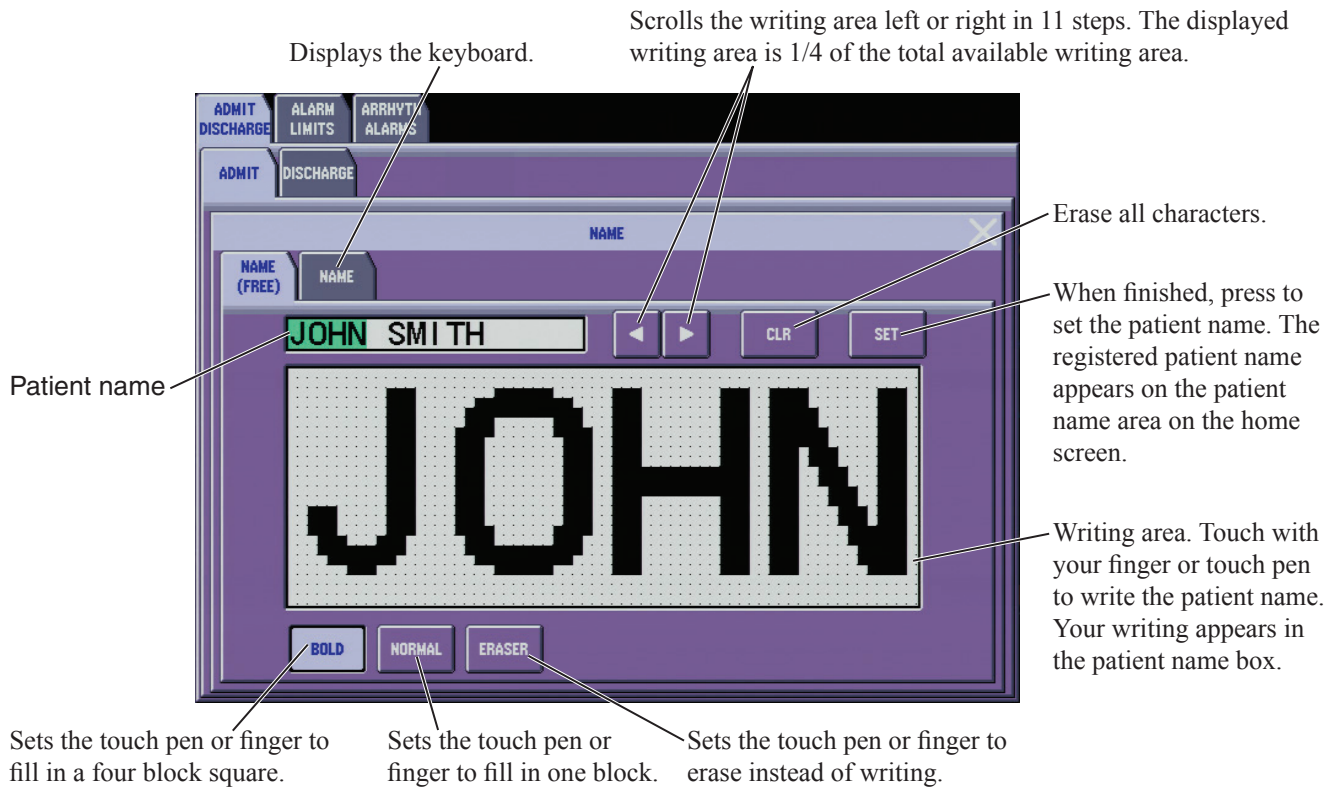 Scrolls the writing area left or right in 11 steps. The displayed
writing area is 1/4 of the total available writing area.
Displays the keyboard.
ADMIT
DISCHARGE
ALARM
LIMITS
ARRHYTH
ALARMS
ADMIT
DISCHARGE
NAME
Erase all characters.
NAME
(FREE)
NAME
JOHN SMITH
CLR
SET
When finished, press to
set the patient name. The
registered patient name
appears on the patient
name area on the home
screen.
Patient name
JOHN
Writing area. Touch with
your finger or touch pen
to write the patient name.
Your writing appears in
the patient name box.
BOLD
NORMAL
ERASER
Sets the touch pen or finger to
fill in a four block square.
Sets the touch pen or
finger to fill in one block.
Sets the touch pen or finger to
erase instead of writing.